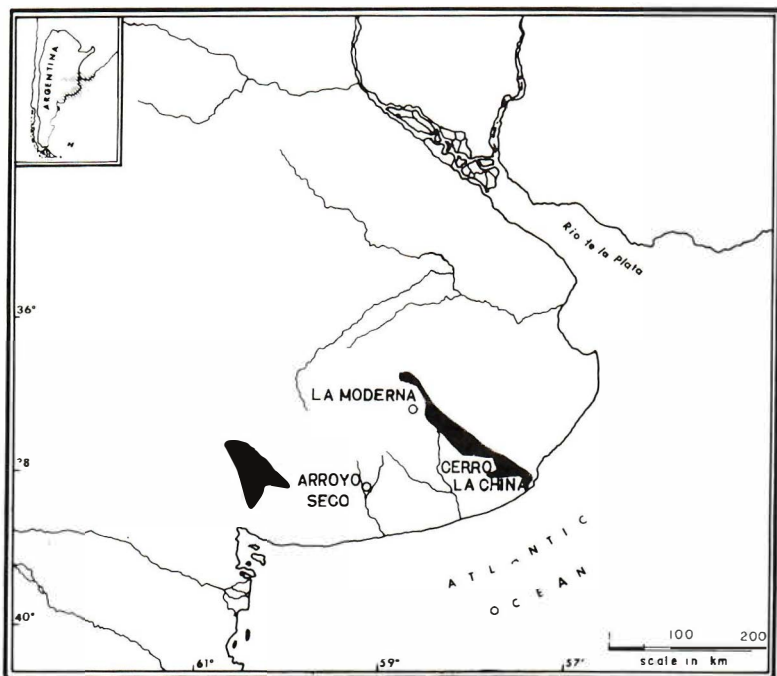 ARGENTINA
N
Rio de la Plata
36°
LA MODERNA
38
CERRO
LA CHINA
ARROYO
SECO
ATLANTIC
OCEAN
40°
61°
59°
57°
100
200
scale in km